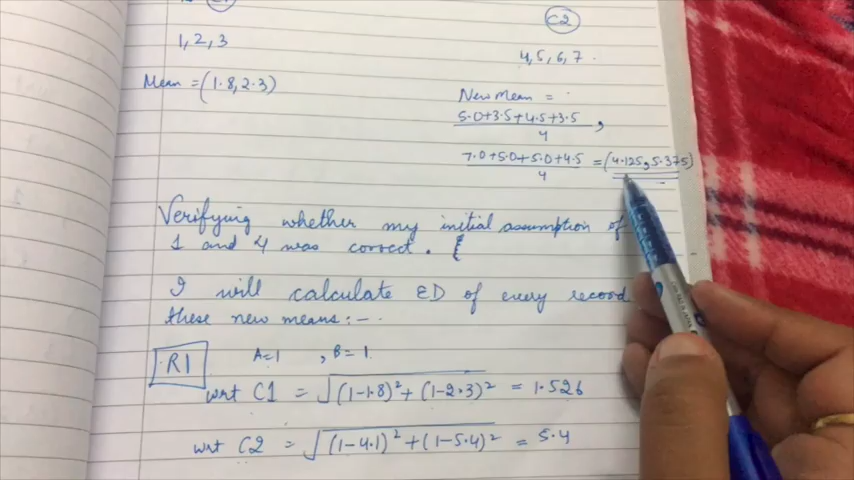 C2
1, 2, 3
4, 5, 6, 7
Mean = (1.8, 2.3)
New Mean =
5.0+3.5+4.5+3.5
4
,
7.0+5.0+5.0+4.5
4
= (4.125, 5.375)
Verifying whether my initial assumption of
1 and 4 was correct.
I will calculate ED of every record
these new means:-
R1
A=1, B=1.
wrt C1 = √(1-1.8)² + (1-2.3)² = 1.526
wrt C2 = √(1-4.1)² + (1-5.4)² = 5.4